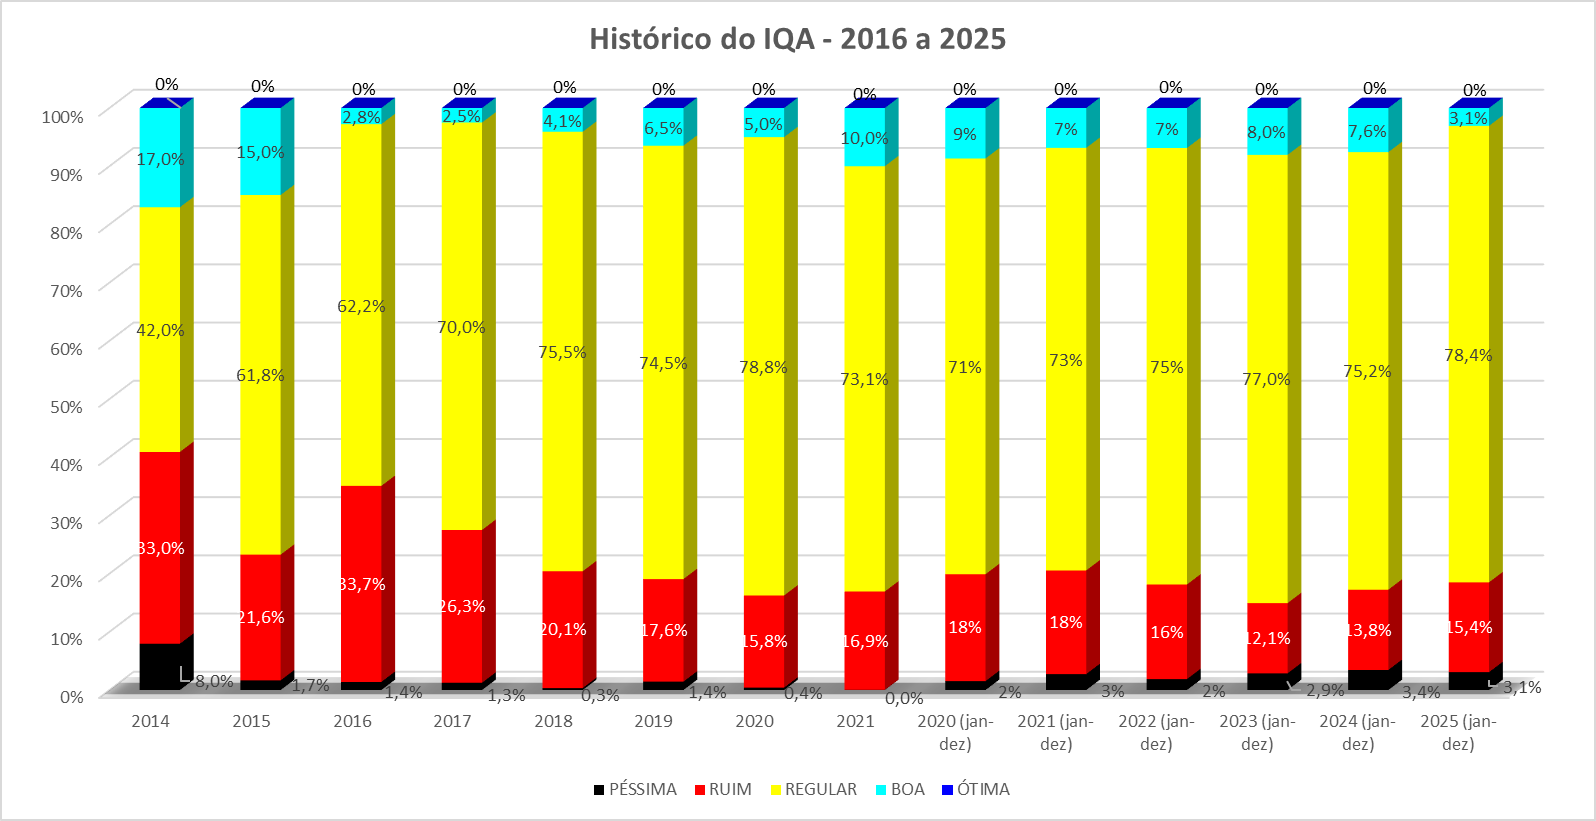 Histórico do IQA - 2016 a 2025
0% 0% 0% 0% 0% 0% 0% 0% 0% 0% 0% 0% 0% 0%
100%
90%
80%
70%
60%
50%
40%
30%
20%
10%
0%
17,0% 15,0% 2,8% 2,5% 4,1% 6,5% 5,0% 10,0% 9% 7% 7% 8,0% 7,6% 3,1%
42,0% 61,8% 62,2% 70,0% 75,5% 74,5% 78,8% 73,1% 71% 73% 75% 77,0% 75,2% 78,4%
33,0% 21,6% 33,7% 26,3% 20,1% 17,6% 15,8% 16,9% 18% 18% 16% 12,1% 13,8% 15,4%
8,0% 1,7% 1,4% 1,3% 0,3% 1,4% 0,4% 0,0% 2% 3% 2% 2,9% 3,4% 3,1%
2014 2015 2016 2017 2018 2019 2020 2021 2020 (jan- 2021 (jan- 2022 (jan- 2023 (jan- 2024 (jan- 2025 (jan-
dez) dez) dez) dez) dez) dez)
PÉSSIMA RUIM REGULAR BOA ÓTIMA